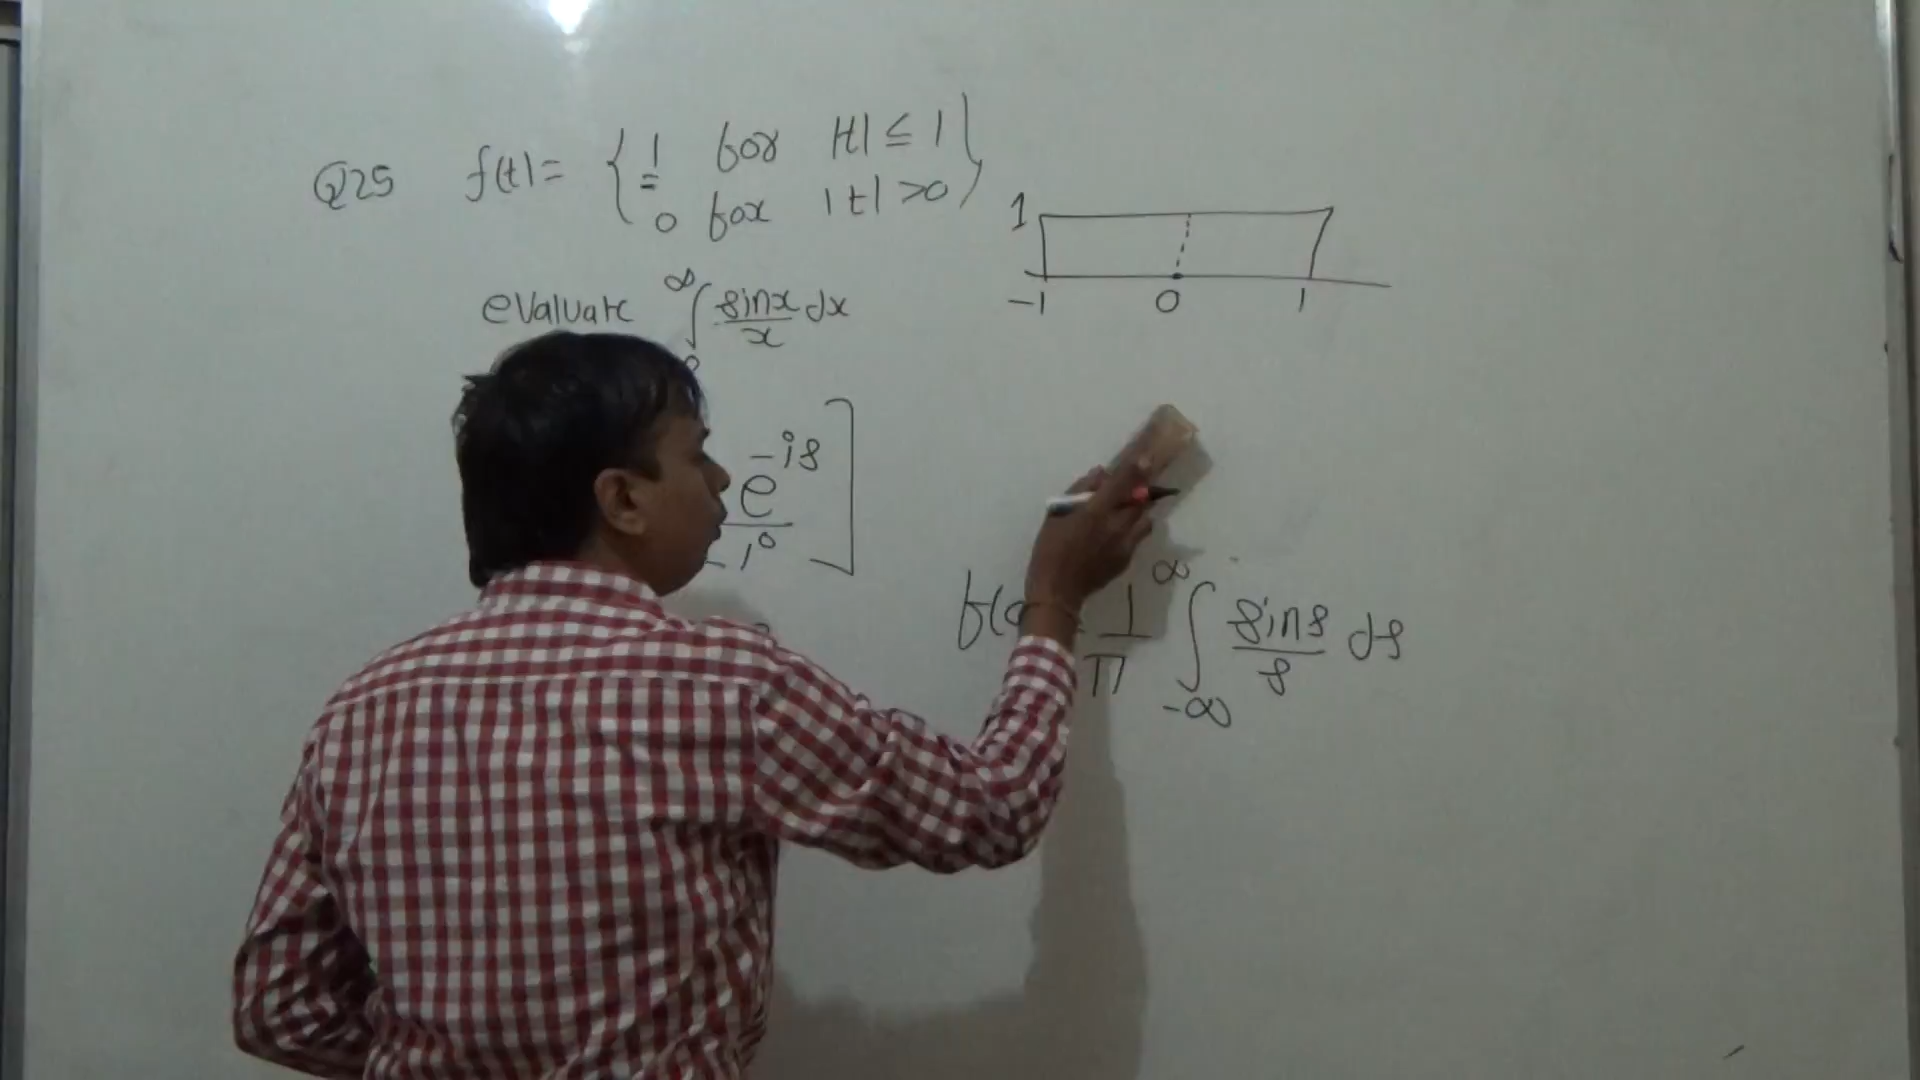 Q25 f(t) = { 1 for |t| ≤ 1
= 0 for |t| > 0 }
1
-1 0 1
evaluate ∫ sinx/x dx
∞
e^-is ]
f(0 = 1/π ∫ sins/s ds
∞
-∞